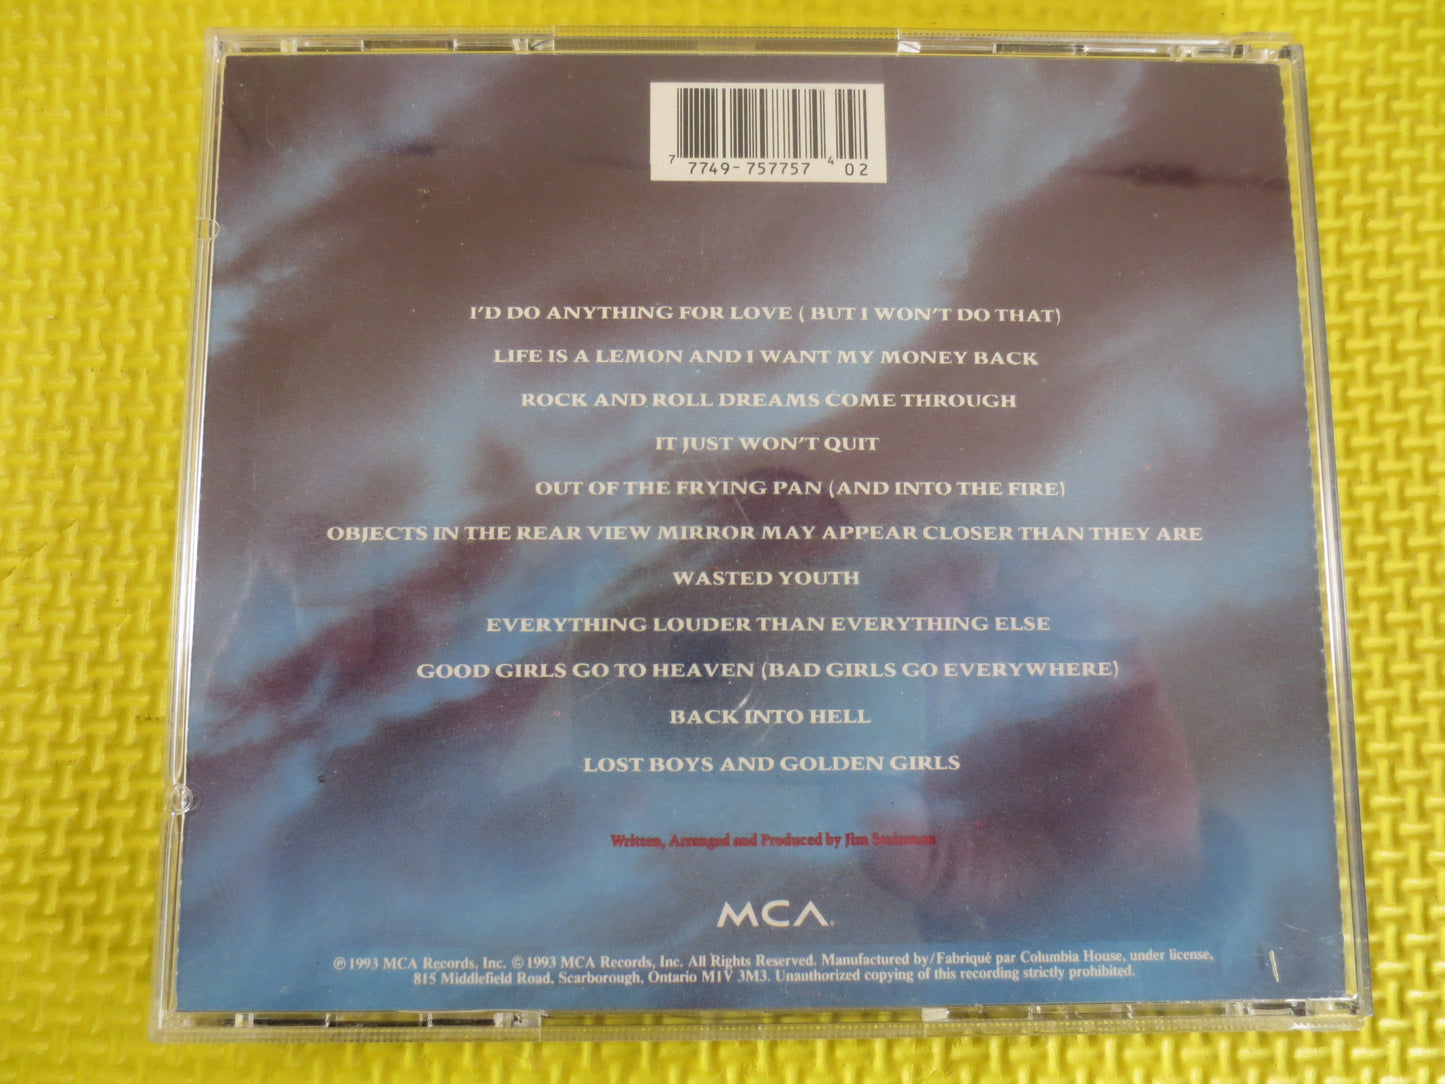 7 7749-757757 4 02
I'D DO ANYTHING FOR LOVE ( BUT I WON'T DO THAT)
LIFE IS A LEMON AND I WANT MY MONEY BACK
ROCK AND ROLL DREAMS COME THROUGH
IT JUST WON'T QUIT
OUT OF THE FRYING PAN (AND INTO THE FIRE)
OBJECTS IN THE REAR VIEW MIRROR MAY APPEAR CLOSER THAN THEY ARE
WASTED YOUTH
EVERYTHING LOUDER THAN EVERYTHING ELSE
GOOD GIRLS GO TO HEAVEN (BAD GIRLS GO EVERYWHERE)
BACK INTO HELL
LOST BOYS AND GOLDEN GIRLS
Written, Arranged and Produced by Jim Steinman
MCA®
℗ 1993 MCA Records, Inc. © 1993 MCA Records, Inc. All Rights Reserved. Manufactured by/Fabriqué par Columbia House, under license,
815 Middlefield Road, Scarborough, Ontario M1V 3M3. Unauthorized copying of this recording strictly prohibited.